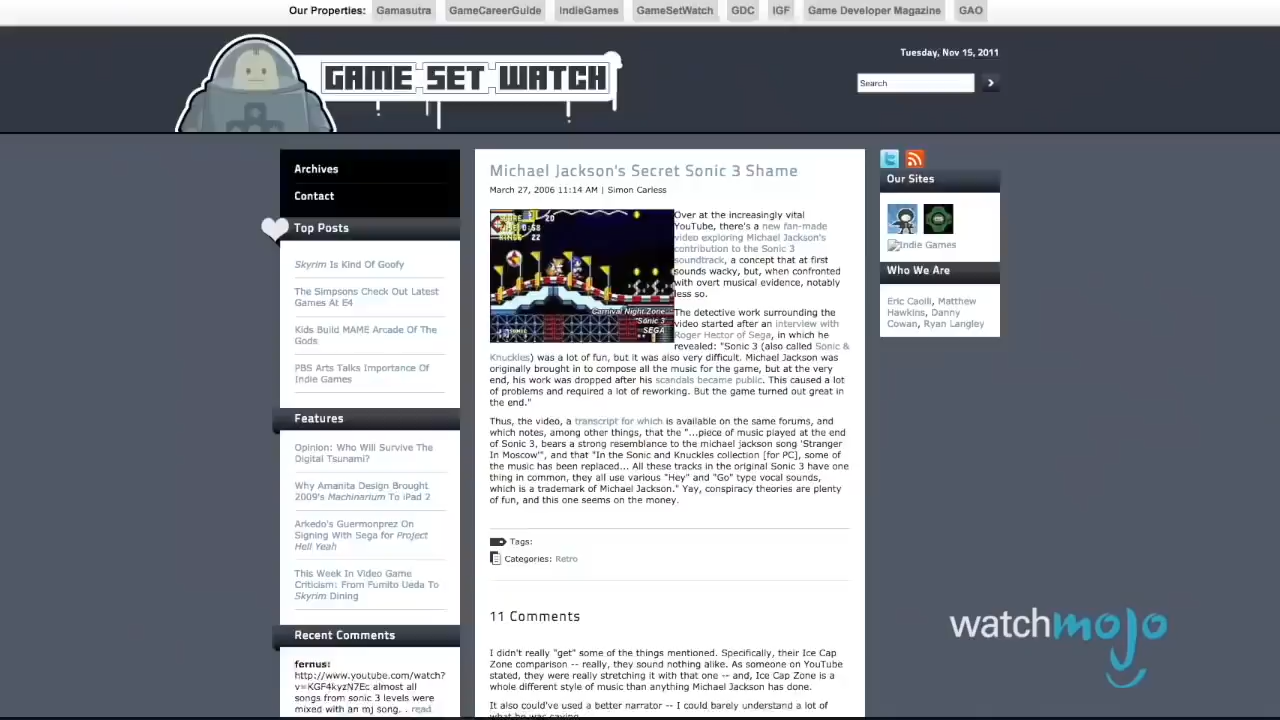 Our Properties: Gamasutra GameCareerGuide IndieGames GameSetWatch GDC IGF Game Developer Magazine GAO
GAME SET WATCH
Tuesday, Nov 15, 2011
Search
Archives
Contact
Top Posts
Skyrim Is Kind Of Goofy
The Simpsons Check Out Latest
Games At E4
Kids Build MAME Arcade Of The
Gods
PBS Arts Talks Importance Of
Indie Games
Features
Opinion: Who Will Survive The
Digital Tsunami?
Why Amanita Design Brought
2009's Machinarium To iPad 2
Arkedo's Guermonprez On
Signing With Sega for Project
Hell Yeah
This Week In Video Game
Criticism: From Fumito Ueda To
Skyrim Dining
Recent Comments
fernus:
http://www.youtube.com/watch?
v=KGF4kyzN7Ec almost all
songs from sonic 3 levels were
mixed with an mj song. . read
Michael Jackson's Secret Sonic 3 Shame
March 27, 2006 11:14 AM | Simon Carless
20
0:58
22
Carnival Night Zone
"Sonic 3
SEGA
Over at the increasingly vital
YouTube, there's a new fan-made
video exploring Michael Jackson's
contribution to the Sonic 3
soundtrack, a concept that at first
sounds wacky, but, when confronted
with overt musical evidence, notably
less so.
The detective work surrounding the
video started after an interview with
Roger Hector of Sega, in which he
revealed: "Sonic 3 (also called Sonic &
Knuckles) was a lot of fun, but it was also very difficult. Michael Jackson was
originally brought in to compose all the music for the game, but at the very
end, his work was dropped after his scandals became public. This caused a lot
of problems and required a lot of reworking. But the game turned out great in
the end."
Thus, the video, a transcript for which is available on the same forums, and
which notes, among other things, that the "...piece of music played at the end
of Sonic 3, bears a strong resemblance to the michael jackson song 'Stranger
In Moscow'", and that "In the Sonic and Knuckles collection [for PC], some of
the music has been replaced... All these tracks in the original Sonic 3 have one
thing in common, they all use various "Hey" and "Go" type vocal sounds,
which is a trademark of Michael Jackson." Yay, conspiracy theories are plenty
of fun, and this one seems on the money.
Tags:
Categories: Retro
11 Comments
I didn't really "get" some of the things mentioned. Specifically, their Ice Cap
Zone comparison -- really, they sound nothing alike. As someone on YouTube
stated, they were really stretching it with that one -- and, Ice Cap Zone is a
whole different style of music than anything Michael Jackson has done.
It also could've used a better narrator -- I could barely understand a lot of
what he was saying.
Our Sites
Indie Games
Who We Are
Eric Caoili, Matthew
Hawkins, Danny
Cowan, Ryan Langley
watchmojo